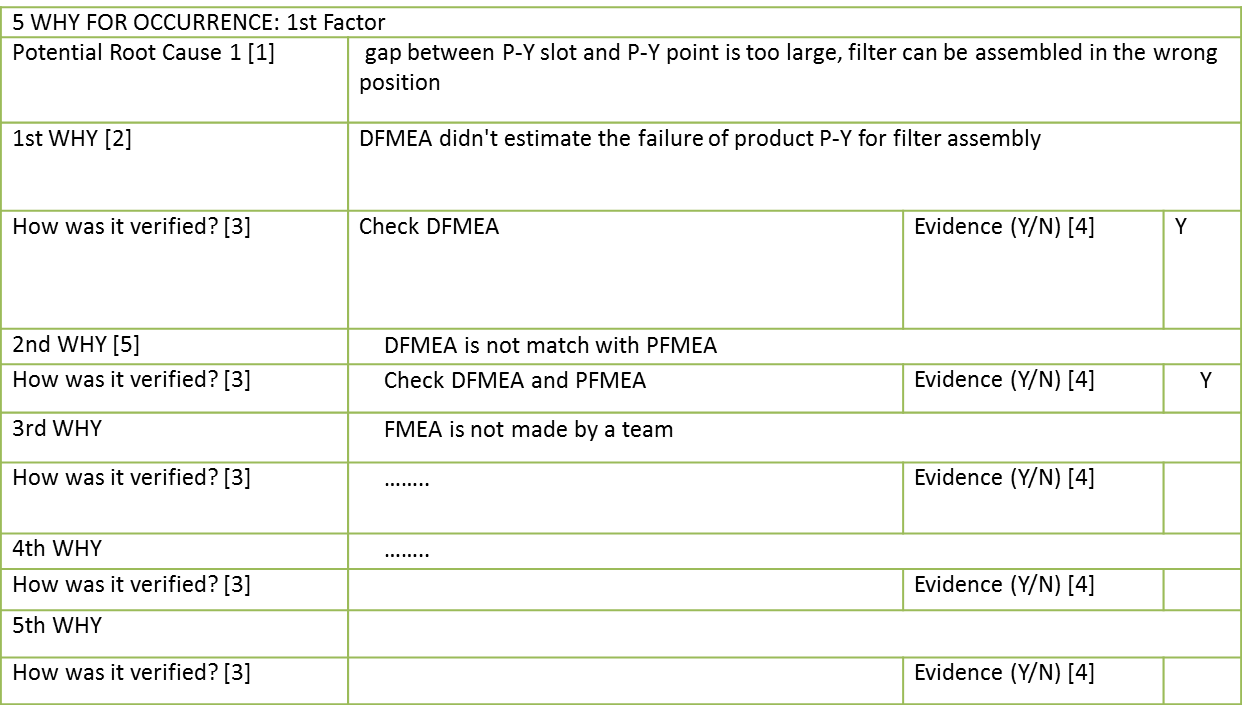 5 WHY FOR OCCURRENCE: 1st Factor
Potential Root Cause 1 [1]
gap between P-Y slot and P-Y point is too large, filter can be assembled in the wrong
position
1st WHY [2]
DFMEA didn't estimate the failure of product P-Y for filter assembly
How was it verified? [3]
Check DFMEA
Evidence (Y/N) [4]
Y
2nd WHY [5]
DFMEA is not match with PFMEA
How was it verified? [3]
Check DFMEA and PFMEA
Evidence (Y/N) [4]
Y
3rd WHY
FMEA is not made by a team
How was it verified? [3]
........
Evidence (Y/N) [4]
4th WHY
........
How was it verified? [3]
Evidence (Y/N) [4]
5th WHY
How was it verified? [3]
Evidence (Y/N) [4]